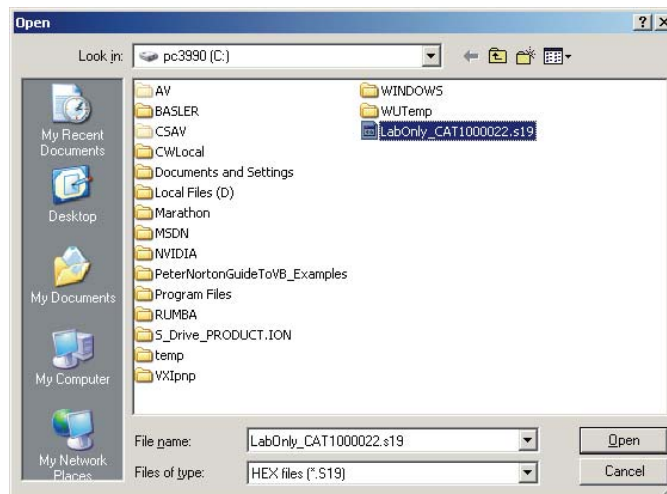 Open
Look in:
pc3990 (C:)
My Recent
Documents
Desktop
My Documents
My Computer
My Network
Places
AV
BASLER
CSAV
CWLocal
Documents and Settings
Local Files (D)
Marathon
MSDN
NVIDIA
PeterNortonGuideToVB_Examples
Program Files
RUMBA
S_Drive_PRODUCT.ION
temp
VXIpnp
WINDOWS
WUTemp
LabOnly_CAT1000022.s19
File name:
LabOnly_CAT1000022.s19
Open
Files of type:
HEX files (*.S19)
Cancel